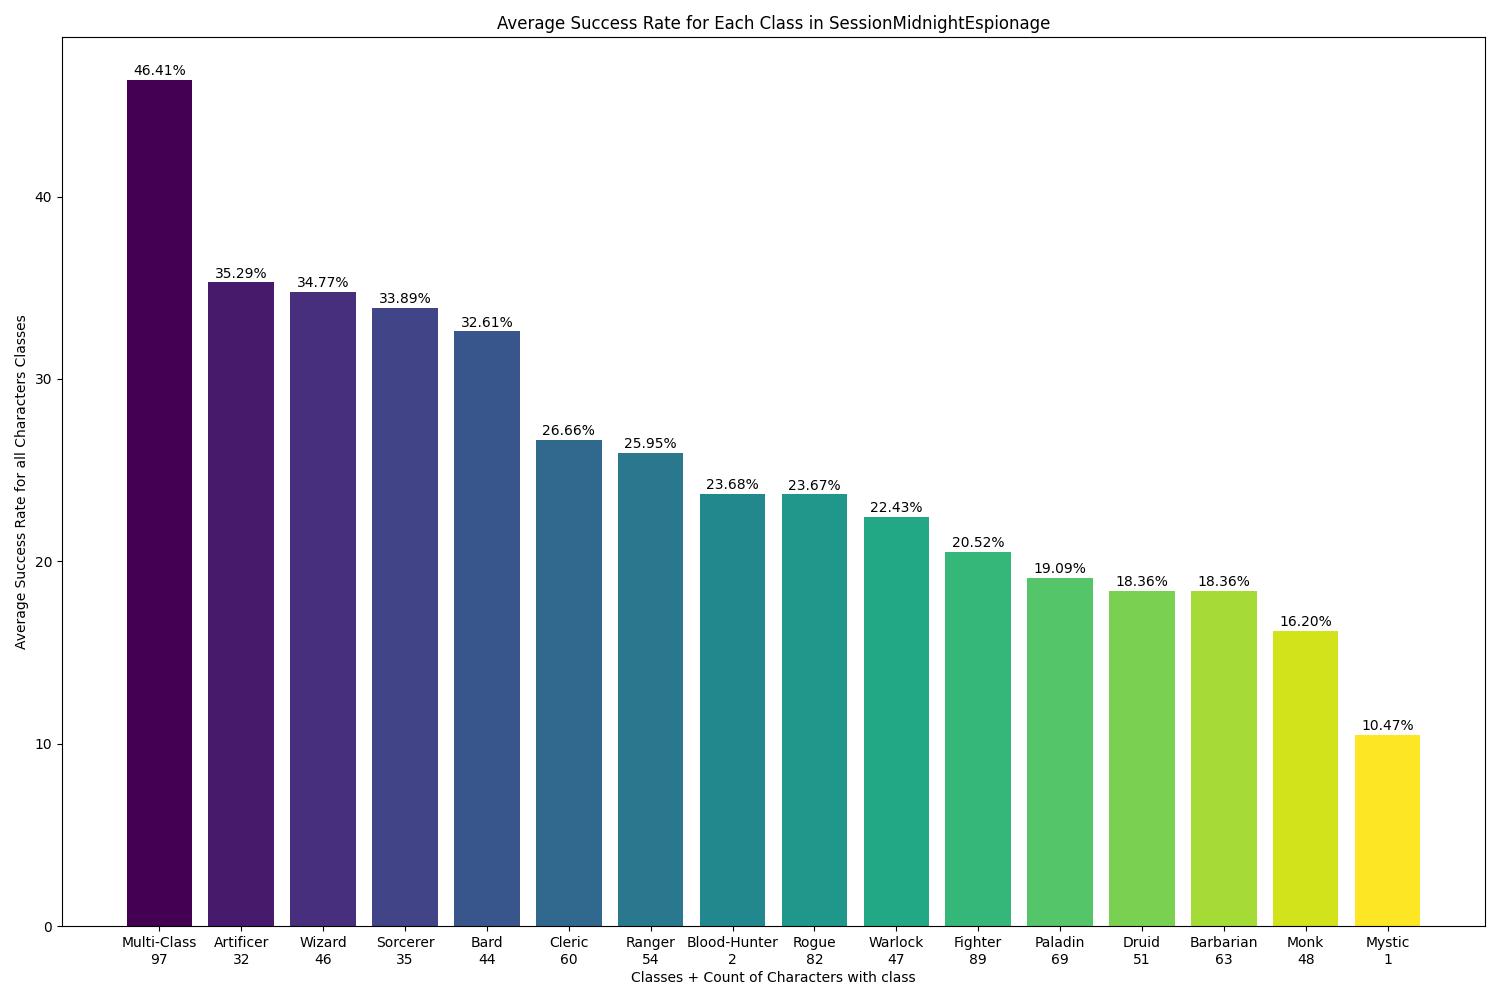 Average Success Rate for Each Class in SessionMidnightEspionage
Average Success Rate for all Characters Classes
40
30
20
10
0
46.41%
35.29%
34.77%
33.89%
32.61%
26.66%
25.95%
23.68%
23.67%
22.43%
20.52%
19.09%
18.36%
18.36%
16.20%
10.47%
Multi-Class
97
Artificer
32
Wizard
46
Sorcerer
35
Bard
44
Cleric
60
Ranger
54
Blood-Hunter
2
Rogue
82
Warlock
47
Fighter
89
Paladin
69
Druid
51
Barbarian
63
Monk
48
Mystic
1
Classes + Count of Characters with class